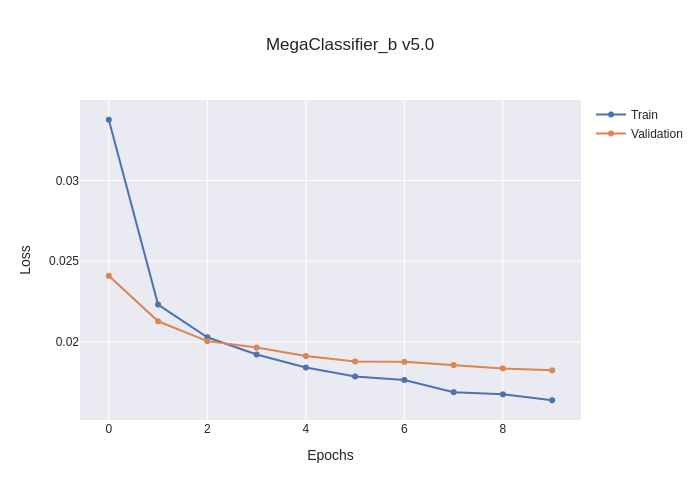 MegaClassifier_b v5.0
Train
Validation
0.03
0.025
0.02
Loss
0 2 4 6 8
Epochs